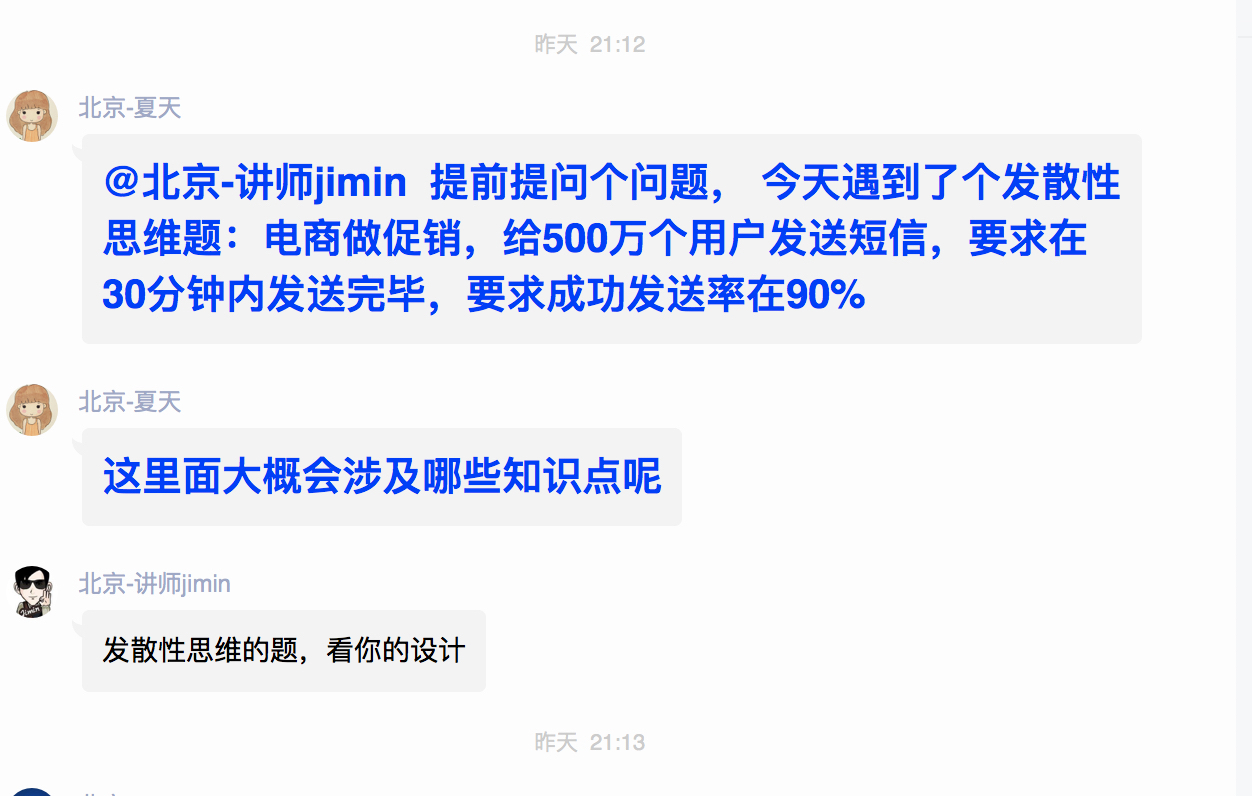 昨天 21:12
北京-夏天
@北京-讲师jimin 提前提问个问题， 今天遇到了个发散性
思维题：电商做促销，给500万个用户发送短信，要求在
30分钟内发送完毕，要求成功发送率在90%
北京-夏天
这里面大概会涉及哪些知识点呢
北京-讲师jimin
发散性思维的题，看你的设计
昨天 21:13